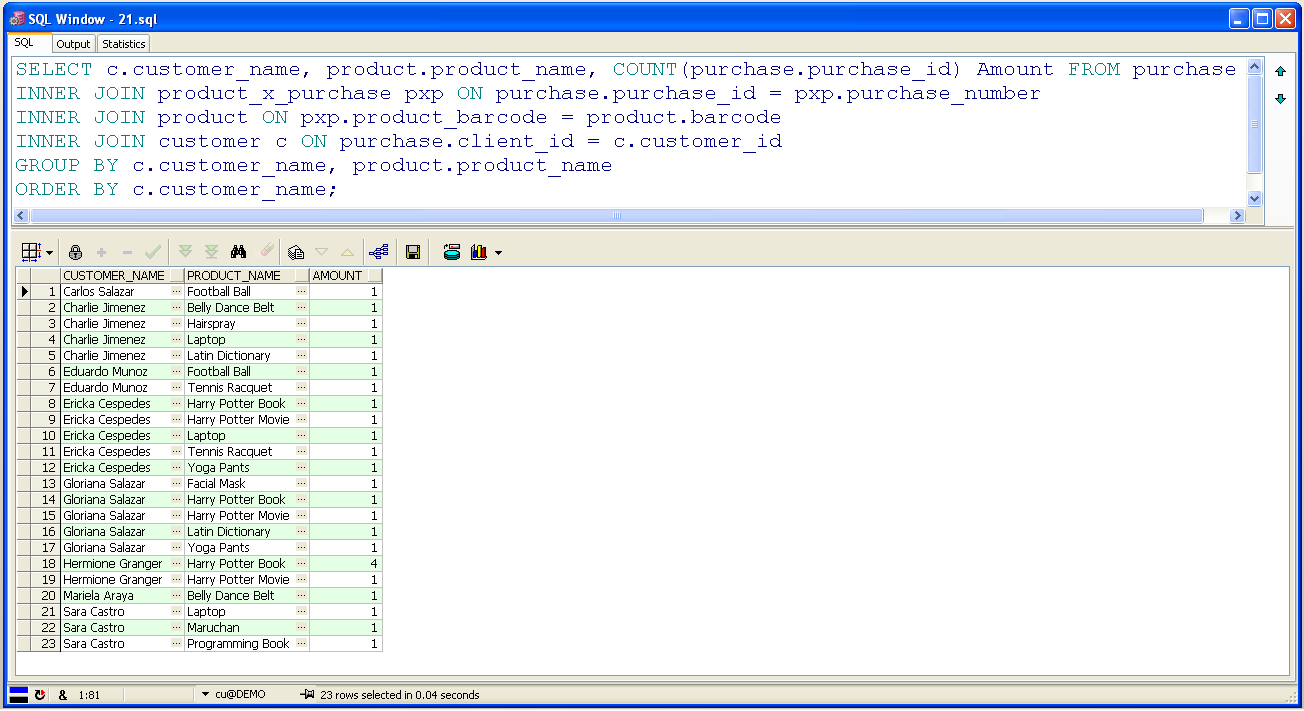 SQL Window - 21.sql
SQL Output Statistics
SELECT c.customer_name, product.product_name, COUNT(purchase.purchase_id) Amount FROM purchase
INNER JOIN product_x_purchase pxp ON purchase.purchase_id = pxp.purchase_number
INNER JOIN product ON pxp.product_barcode = product.barcode
INNER JOIN customer c ON purchase.client_id = c.customer_id
GROUP BY c.customer_name, product.product_name
ORDER BY c.customer_name;
CUSTOMER_NAME PRODUCT_NAME AMOUNT
1 Carlos Salazar ... Football Ball ... 1
2 Charlie Jimenez ... Belly Dance Belt ... 1
3 Charlie Jimenez ... Hairspray ... 1
4 Charlie Jimenez ... Laptop ... 1
5 Charlie Jimenez ... Latin Dictionary ... 1
6 Eduardo Munoz ... Football Ball ... 1
7 Eduardo Munoz ... Tennis Racquet ... 1
8 Ericka Cespedes ... Harry Potter Book ... 1
9 Ericka Cespedes ... Harry Potter Movie ... 1
10 Ericka Cespedes ... Laptop ... 1
11 Ericka Cespedes ... Tennis Racquet ... 1
12 Ericka Cespedes ... Yoga Pants ... 1
13 Gloriana Salazar ... Facial Mask ... 1
14 Gloriana Salazar ... Harry Potter Book ... 1
15 Gloriana Salazar ... Harry Potter Movie ... 1
16 Gloriana Salazar ... Latin Dictionary ... 1
17 Gloriana Salazar ... Yoga Pants ... 1
18 Hermione Granger ... Harry Potter Book ... 4
19 Hermione Granger ... Harry Potter Movie ... 1
20 Mariela Araya ... Belly Dance Belt ... 1
21 Sara Castro ... Laptop ... 1
22 Sara Castro ... Maruchan ... 1
23 Sara Castro ... Programming Book ... 1
& 1:81 cu@DEMO 23 rows selected in 0.04 seconds